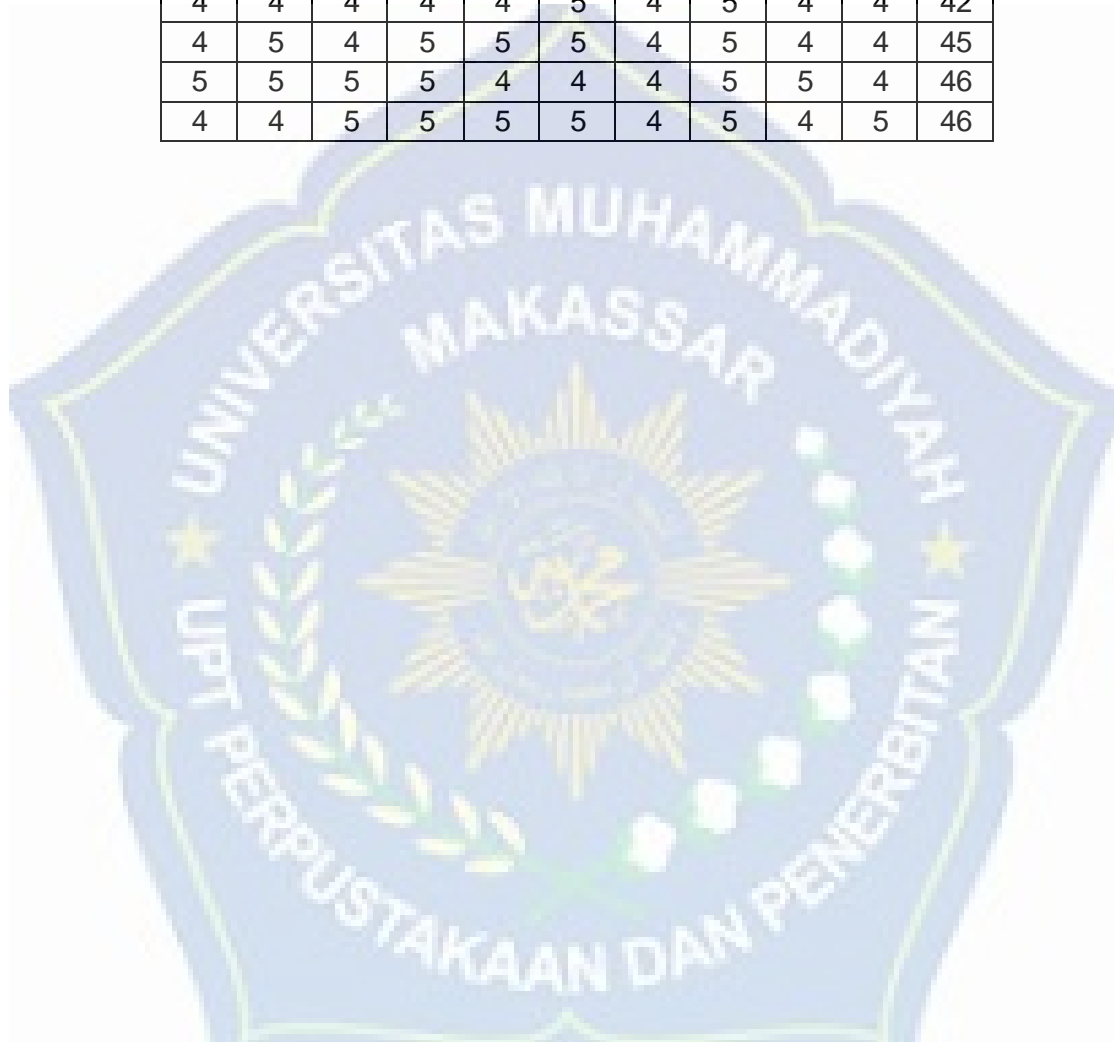 4 4 4 4 4 5 4 5 4 4 42
4 5 4 5 5 5 4 5 4 4 45
5 5 5 5 4 4 4 5 5 4 46
4 4 5 5 5 5 4 5 4 5 46
UNIVERSITAS MUHAMMADIYAH
MAKASSAR
UPT PERPUSTAKAAN DAN PENERBITAN